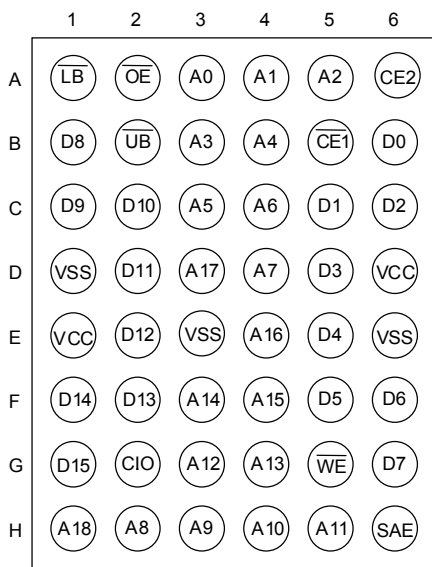 1 2 3 4 5 6
A LB OE A0 A1 A2 CE2
B D8 UB A3 A4 CE1 D0
C D9 D10 A5 A6 D1 D2
D VSS D11 A17 A7 D3 VCC
E VCC D12 VSS A16 D4 VSS
F D14 D13 A14 A15 D5 D6
G D15 CIO A12 A13 WE D7
H A18 A8 A9 A10 A11 SAE